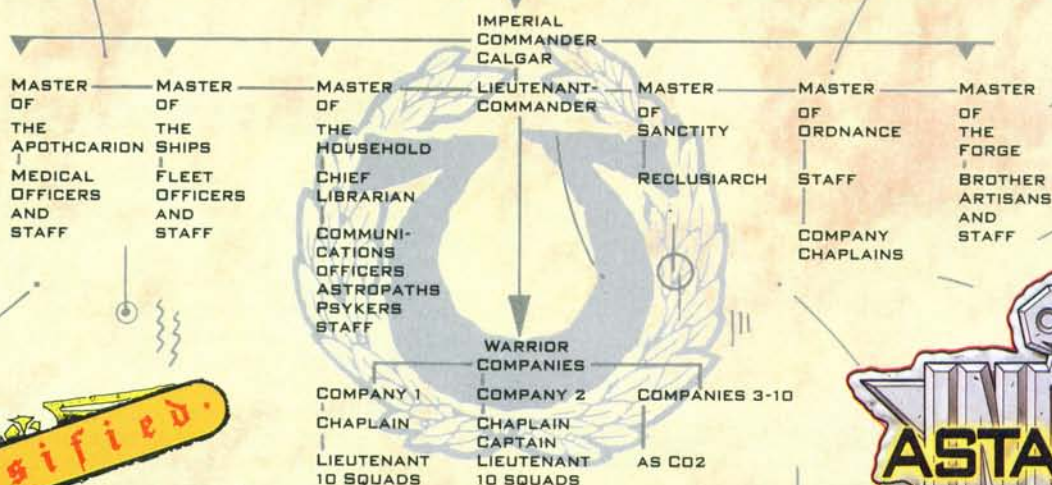 IMPERIAL
COMMANDER
CALGAR
MASTER
OF
THE
APOTHCARION
MEDICAL
OFFICERS
AND
STAFF
MASTER
OF
THE
SHIPS
FLEET
OFFICERS
AND
STAFF
MASTER
OF
THE
HOUSEHOLD
CHIEF
LIBRARIAN
COMMUNI-
CATIONS
OFFICERS
ASTROPATHS
PSYKERS
STAFF
LIEUTENANT-
COMMANDER
MASTER
OF
SANCTITY
RECLUSIARCH
MASTER
OF
ORDNANCE
STAFF
COMPANY
CHAPLAINS
MASTER
OF
THE
FORGE
BROTHER
ARTISANS
AND
STAFF
WARRIOR
COMPANIES
COMPANY 1
CHAPLAIN
LIEUTENANT
10 SQUADS
COMPANY 2
CHAPLAIN
CAPTAIN
LIEUTENANT
10 SQUADS
COMPANIES 3-10
AS CO2
sified.
ASTA